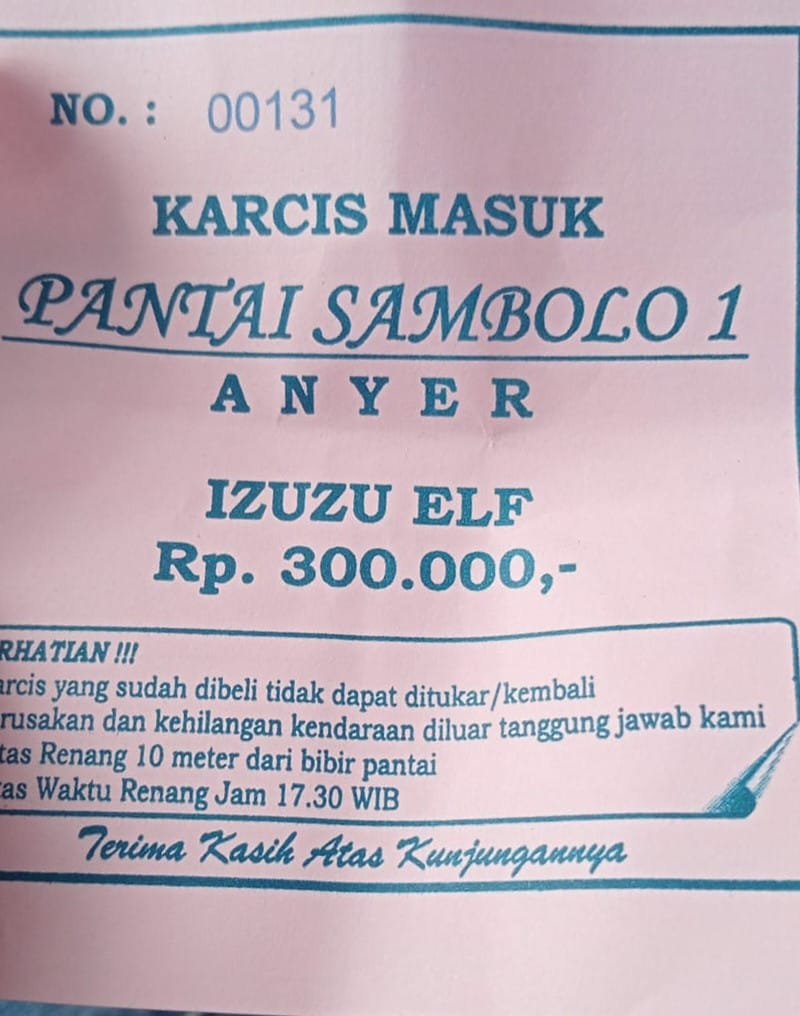 NO. : 00131
KARCIS MASUK
PANTAI SAMBOLO 1
ANYER
IZUZU ELF
Rp. 300.000,-
RHATIAN !!!
arcis yang sudah dibeli tidak dapat ditukar/kembali
rusakan dan kehilangan kendaraan diluar tanggung jawab kami
tas Renang 10 meter dari bibir pantai
tas Waktu Renang Jam 17.30 WIB
Terima Kasih Atas Kunjungannya